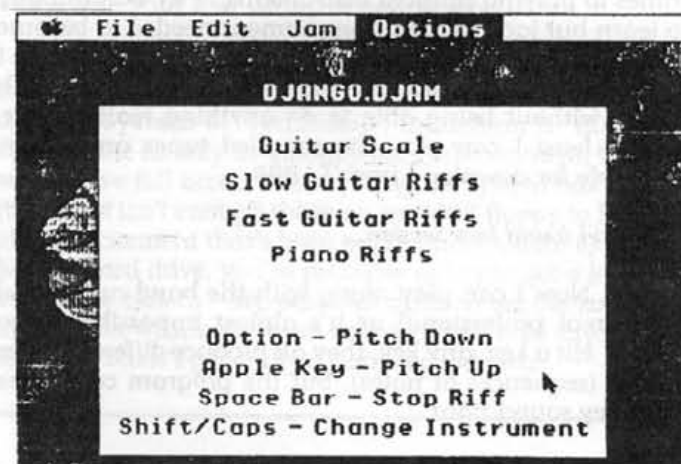 File Edit Jam Options
DJANGO.DJAM
Guitar Scale
Slow Guitar Riffs
Fast Guitar Riffs
Piano Riffs
Option - Pitch Down
Apple Key - Pitch Up
Space Bar - Stop Riff
Shift/Caps - Change Instrument